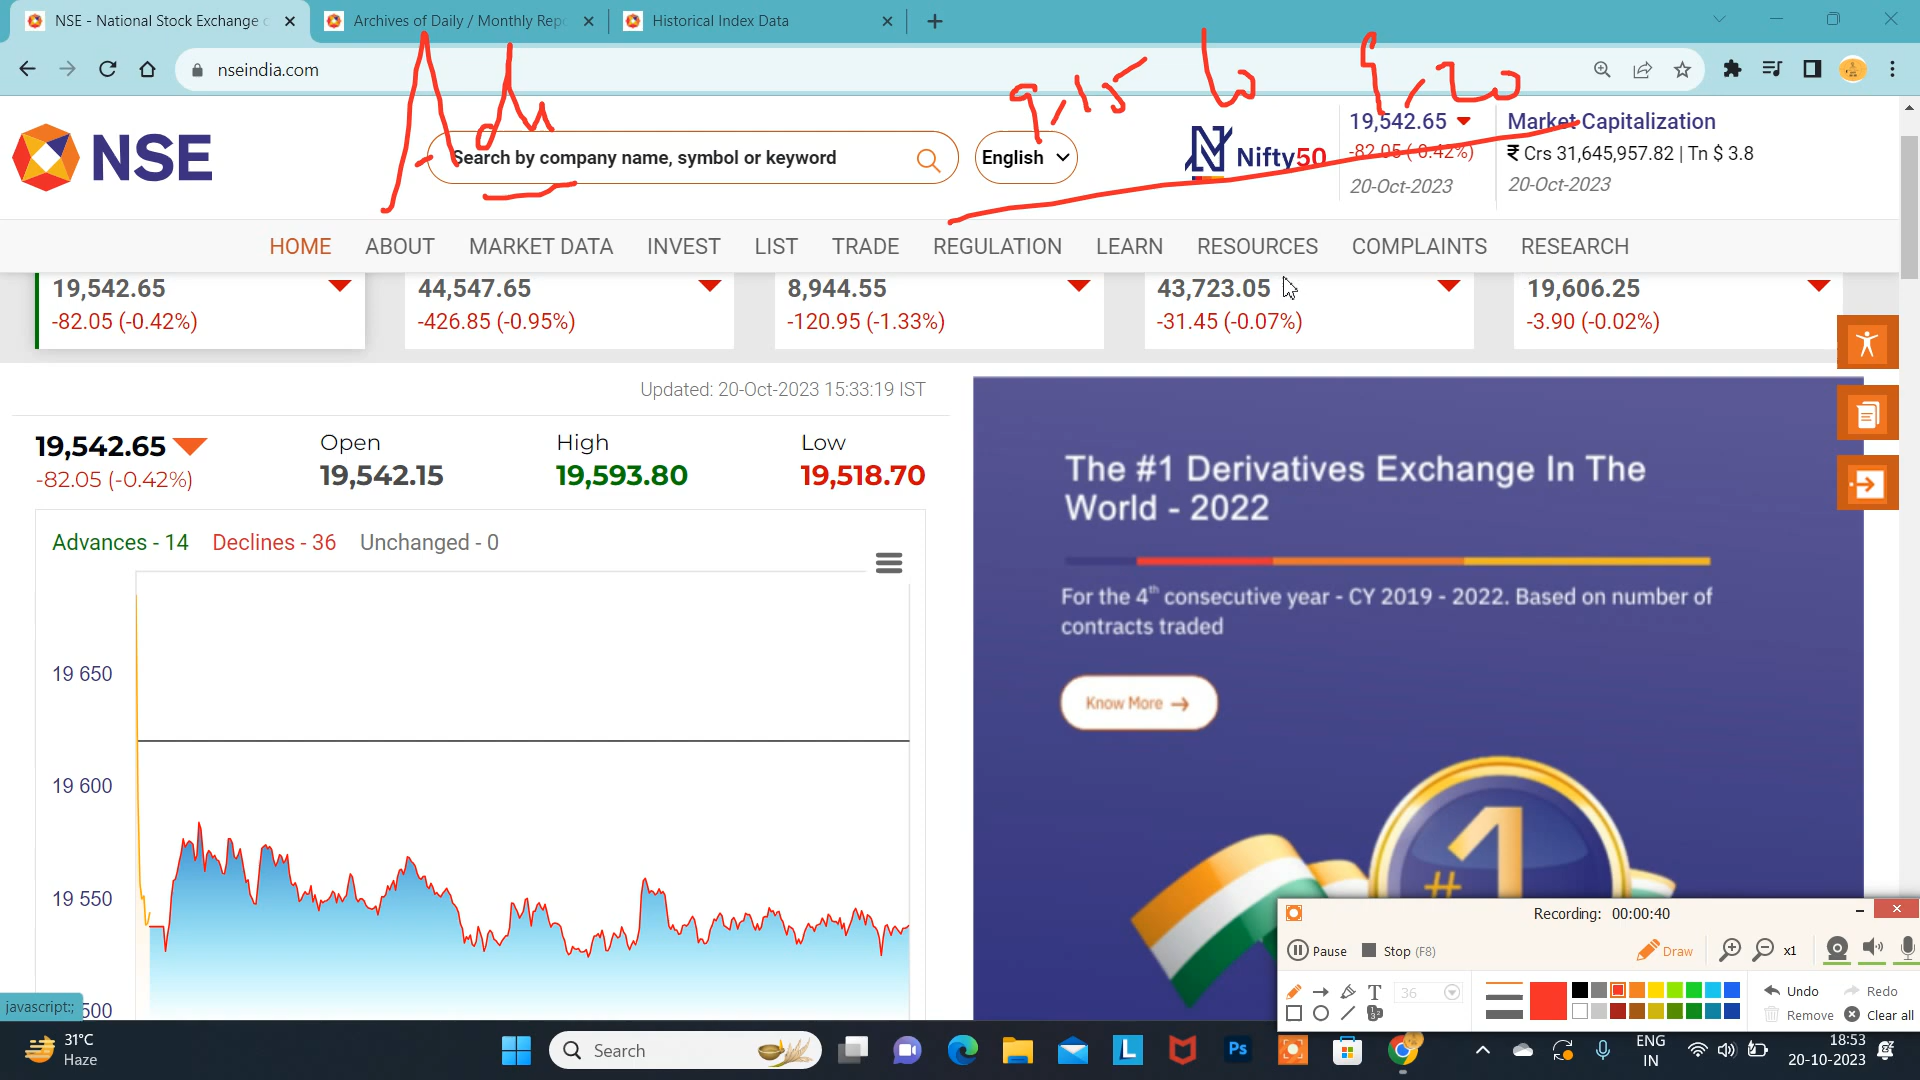 NSE - National Stock Exchange
Archives of Daily / Monthly Rep
Historical Index Data
nseindia.com
9.15 to 9.20
NSE
Search by company name, symbol or keyword
English
Nifty50
19,542.65
-82.05 (-0.42%)
20-Oct-2023
Market Capitalization
₹ Crs 31,645,957.82 | Tn $ 3.8
20-Oct-2023
HOME ABOUT MARKET DATA INVEST LIST TRADE REGULATION LEARN RESOURCES COMPLAINTS RESEARCH
19,542.65 44,547.65 8,944.55 43,723.05 19,606.25
-82.05 (-0.42%) -426.85 (-0.95%) -120.95 (-1.33%) -31.45 (-0.07%) -3.90 (-0.02%)
Updated: 20-Oct-2023 15:33:19 IST
19,542.65
-82.05 (-0.42%)
Open
19,542.15
High
19,593.80
Low
19,518.70
Advances - 14 Declines - 36 Unchanged - 0
19 650
19 600
19 550
500
The #1 Derivatives Exchange In The
World - 2022
For the 4th consecutive year - CY 2019 - 2022. Based on number of
contracts traded
Know More
#1
javascript:;
Recording: 00:00:40
Pause Stop (F8) Draw x1
T 36
Undo Redo
Remove Clear all
31°C
Haze
Search
L
Ps
ENG
IN
18:53
20-10-2023